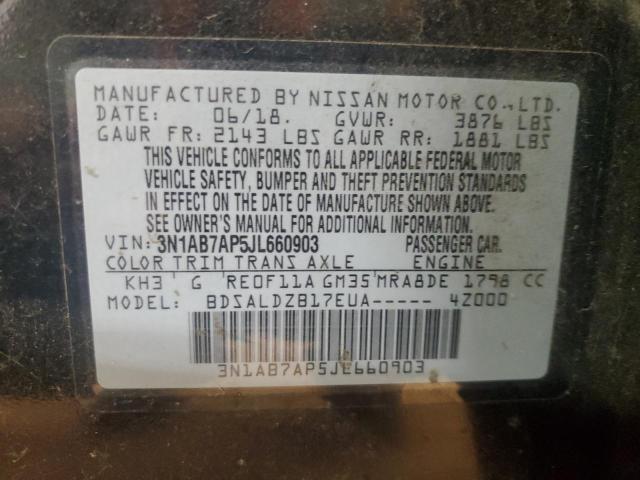 MANUFACTURED BY NISSAN MOTOR CO., LTD.
DATE: 06/18. GVWR: 3876 LBS
GAWR FR: 2143 LBS GAWR RR: 1881 LBS
THIS VEHICLE CONFORMS TO ALL APPLICABLE FEDERAL MOTOR
VEHICLE SAFETY, BUMPER AND THEFT PREVENTION STANDARDS
IN EFFECT ON THE DATE OF MANUFACTURE SHOWN ABOVE.
SEE OWNER'S MANUAL FOR ADDITIONAL INFORMATION.
VIN: 3N1AB7AP5JL660903 PASSENGER CAR.
COLOR TRIM TRANS AXLE ENGINE
KH3 G RE0F11A GM35 MRA8DE 1798 CC
MODEL: BDSALDZB17EUA----- 4Z000
3N1AB7AP5JL660903